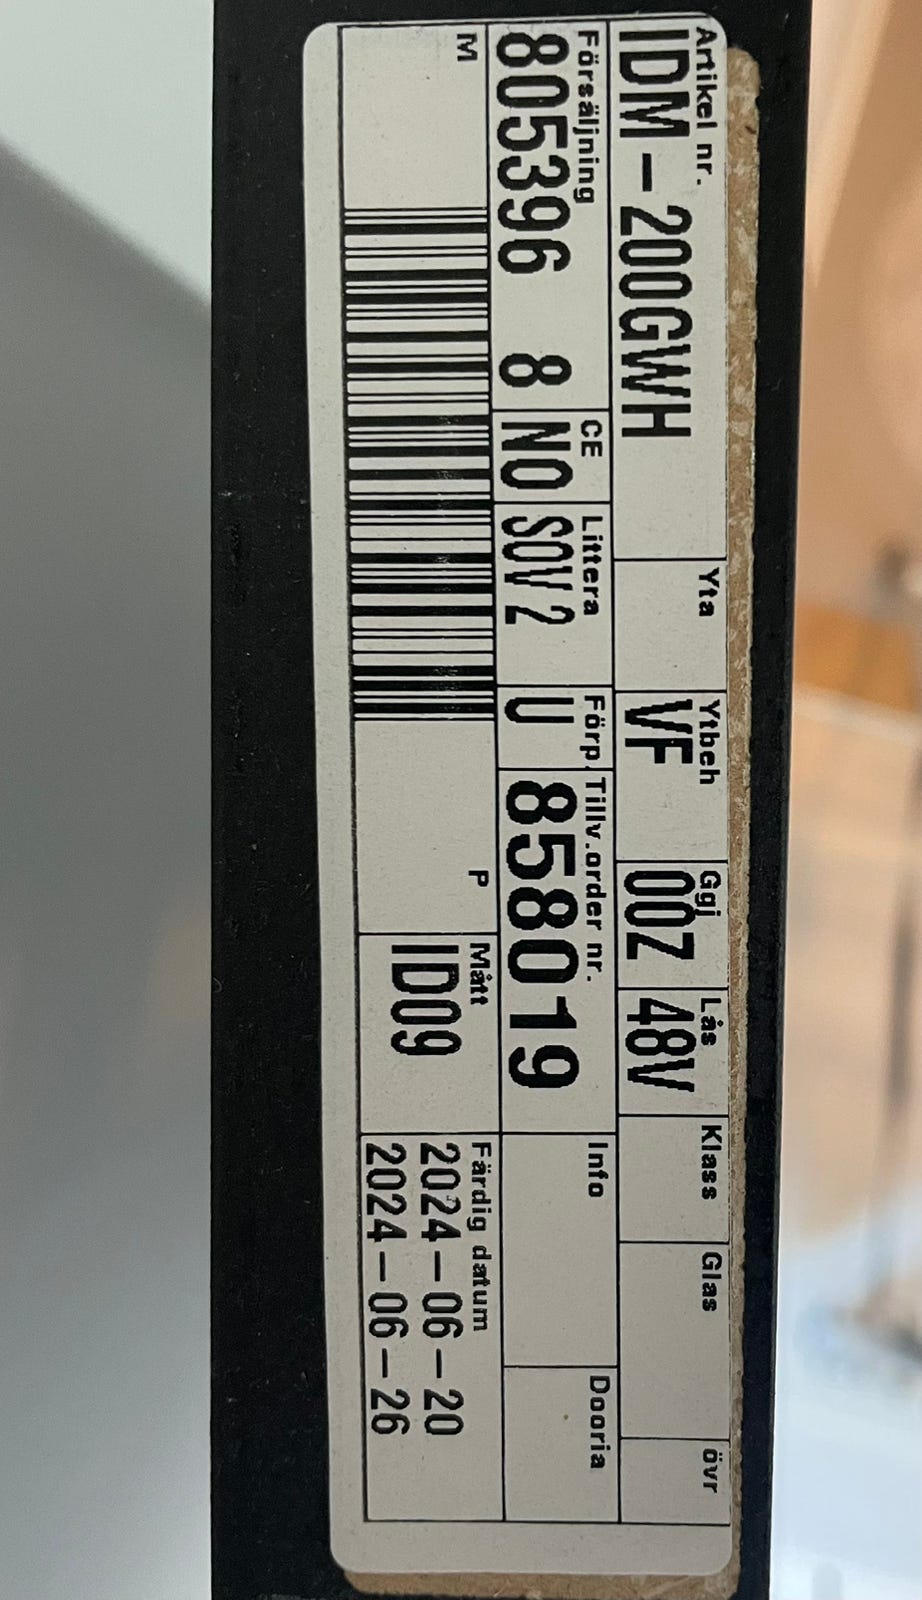 Artikel nr. Yta Ytbeh Ggj Lås Klass Glas övr
IDM-200GWH VF 00Z 48V
Försäljning CE Littera Förp. Tillv.order nr. Info Dooria
805396 8 NO SOV 2 U 858019
M P Mått Färdig datum
ID09 2024-06-20
2024-06-26